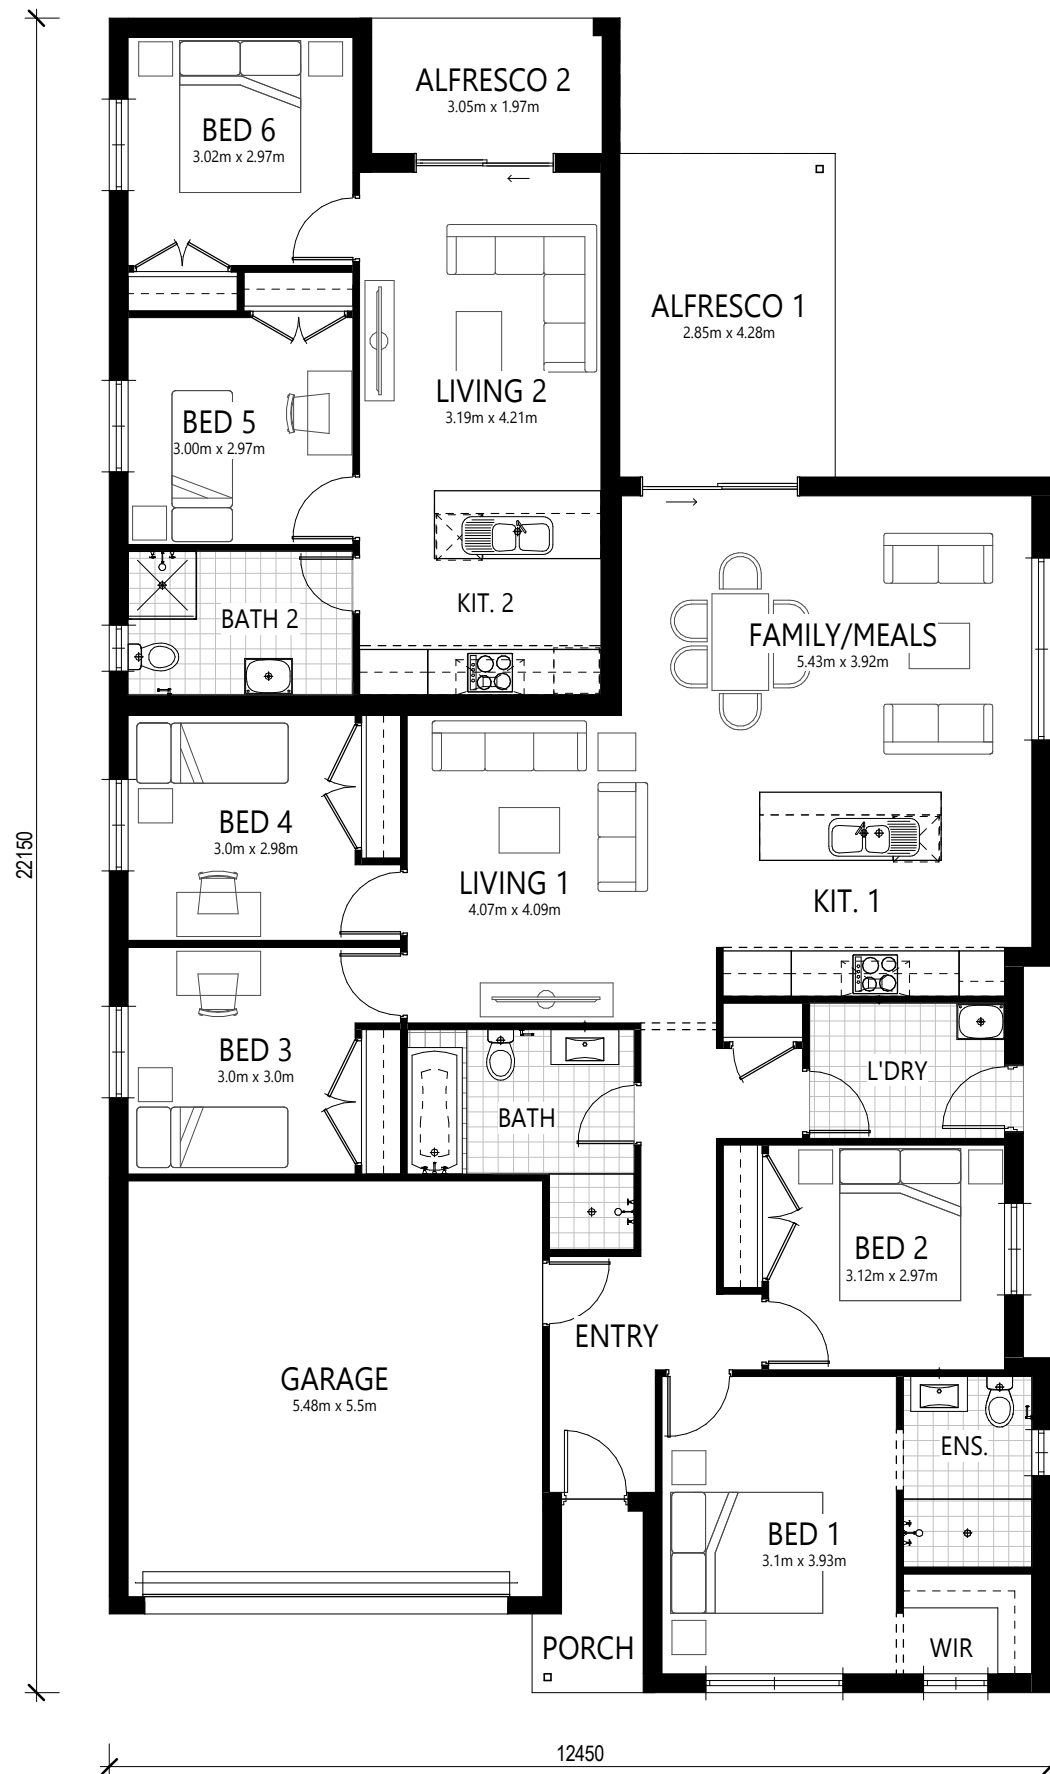 ALFRESCO 2
3.05m x 1.97m
BED 6
3.02m x 2.97m
ALFRESCO 1
2.85m x 4.28m
LIVING 2
3.19m x 4.21m
BED 5
3.00m x 2.97m
KIT. 2
BATH 2
FAMILY/MEALS
5.43m x 3.92m
BED 4
3.0m x 2.98m
22150
LIVING 1
4.07m x 4.09m
KIT. 1
BED 3
3.0m x 3.0m
L'DRY
BATH
BED 2
3.12m x 2.97m
ENTRY
GARAGE
5.48m x 5.5m
ENS.
BED 1
3.1m x 3.93m
PORCH
WIR
12450